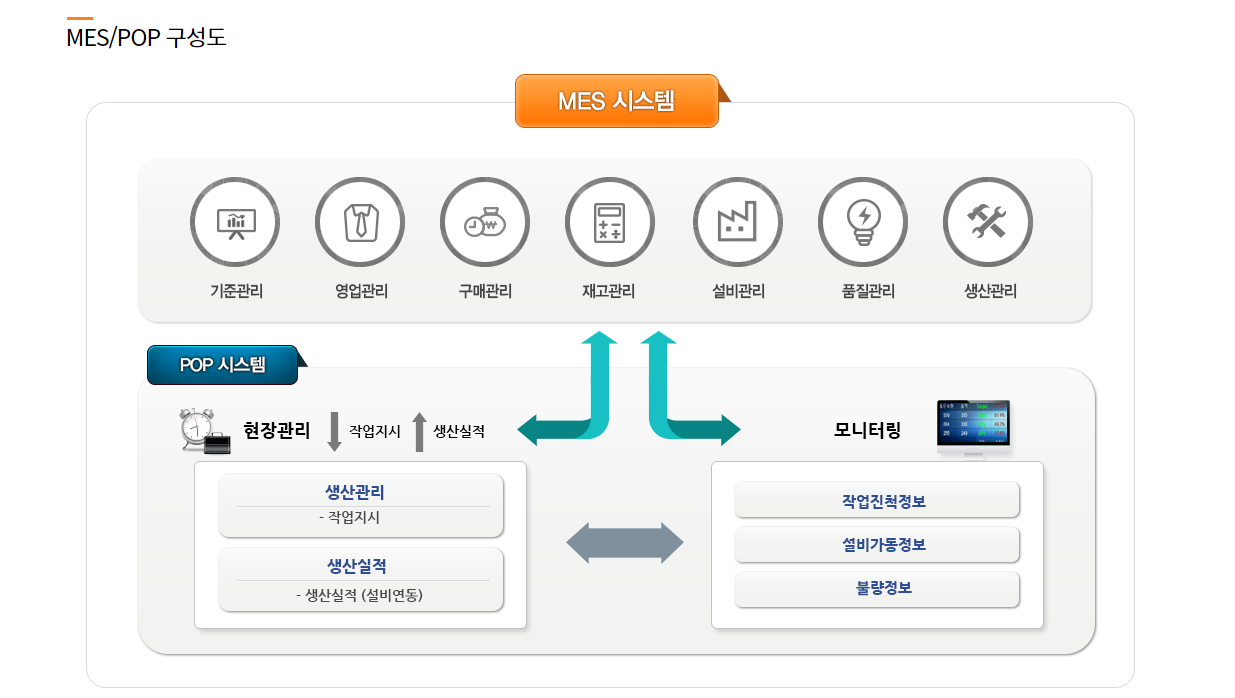 MES/POP 구성도
MES 시스템
기준관리
영업관리
구매관리
재고관리
설비관리
품질관리
생산관리
POP 시스템
현장관리
작업지시
생산실적
모니터링
생산관리
- 작업지시
생산실적
- 생산실적 (설비연동)
작업진척정보
설비가동정보
불량정보